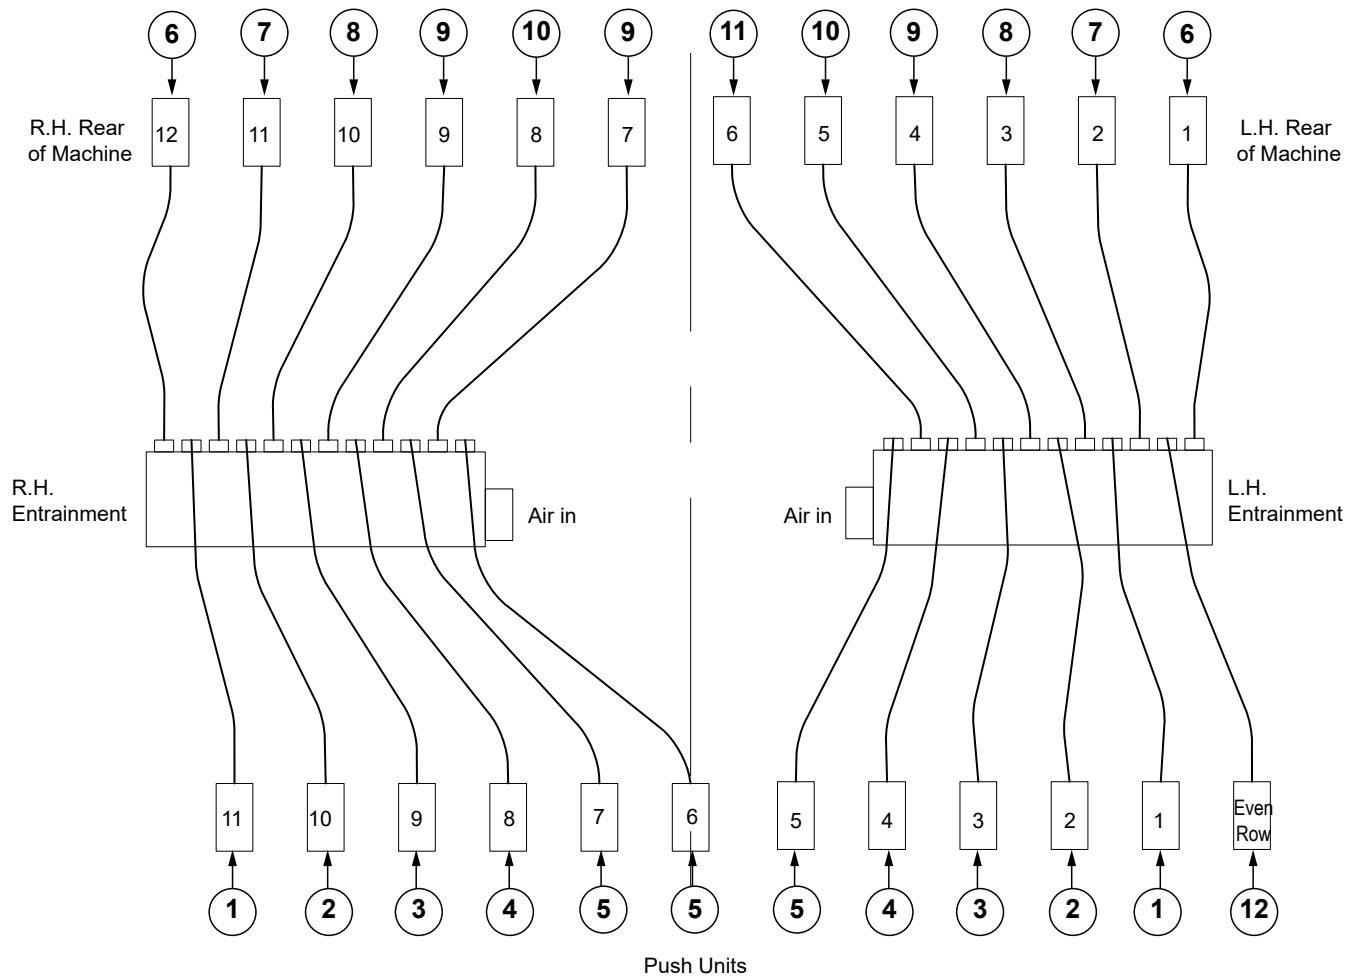 6 7 8 9 10 9 11 10 9 8 7 6
R.H. Rear
of Machine
12 11 10 9 8 7 6 5 4 3 2 1
L.H. Rear
of Machine
R.H.
Entrainment
Air in
Air in
L.H.
Entrainment
11 10 9 8 7 6 5 4 3 2 1 Even
Row
1 2 3 4 5 5 5 4 3 2 1 12
Push Units